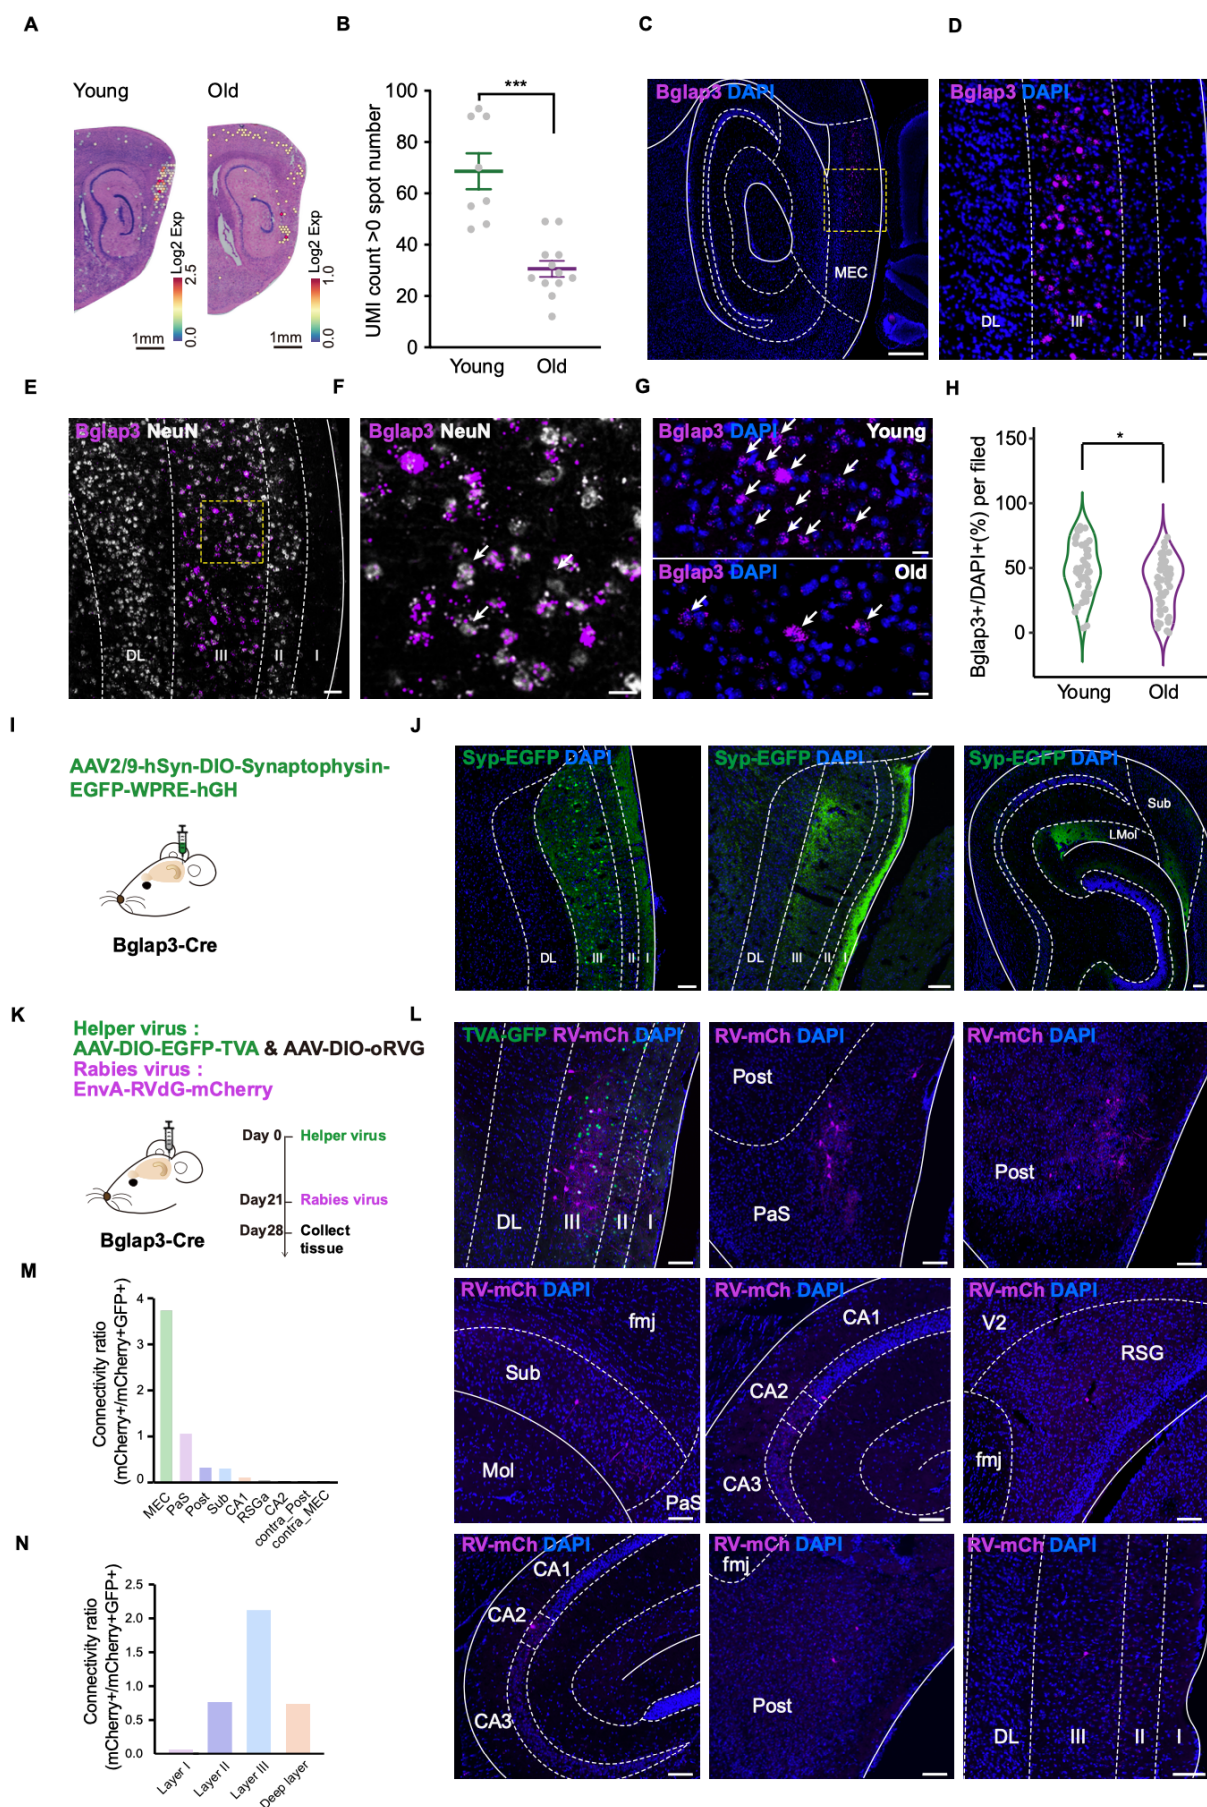 A
Young
Old
Log2 Exp
2.5
0.0
1mm
Log2 Exp
1.0
0.0
1mm
B
UMI count >0 spot number
100
80
60
40
20
0
***
Young
Old
C
Bglap3 DAPI
MEC
D
Bglap3 DAPI
DL
III
II
I
E
Bglap3 NeuN
DL
III
II
I
F
Bglap3 NeuN
G
Bglap3 DAPI
Young
Bglap3 DAPI
Old
H
Bglap3+/DAPI+(%) per filed
150
100
50
0
*
Young
Old
I
AAV2/9-hSyn-DIO-Synaptophysin-
EGFP-WPRE-hGH
Bglap3-Cre
J
Syp-EGFP DAPI
DL
III
II
I
Syp-EGFP DAPI
DL
III
II
I
Syp-EGFP DAPI
Sub
LMol
K
Helper virus :
AAV-DIO-EGFP-TVA & AAV-DIO-oRVG
Rabies virus :
EnvA-RVdG-mCherry
Bglap3-Cre
Day 0
Helper virus
Day21
Rabies virus
Day28
Collect
tissue
L
TVA-GFP RV-mCh DAPI
DL
III
II
I
RV-mCh DAPI
Post
PaS
RV-mCh DAPI
Post
RV-mCh DAPI
fmj
Sub
Mol
PaS
RV-mCh DAPI
CA1
CA2
CA3
RV-mCh DAPI
V2
RSG
fmj
RV-mCh DAPI
CA1
CA2
CA3
RV-mCh DAPI
fmj
Post
RV-mCh DAPI
DL
III
II
I
M
Connectivity ratio
(mCherry+/mCherry+GFP+)
4
3
2
1
0
MEC
PaS
Post
Sub
CA1
RSGa
CA2
contra_Post
contra_MEC
N
Connectivity ratio
(mCherry+/mCherry+GFP+)
2.5
2.0
1.5
1.0
0.5
0.0
Layer I
Layer II
Layer III
Deep layer